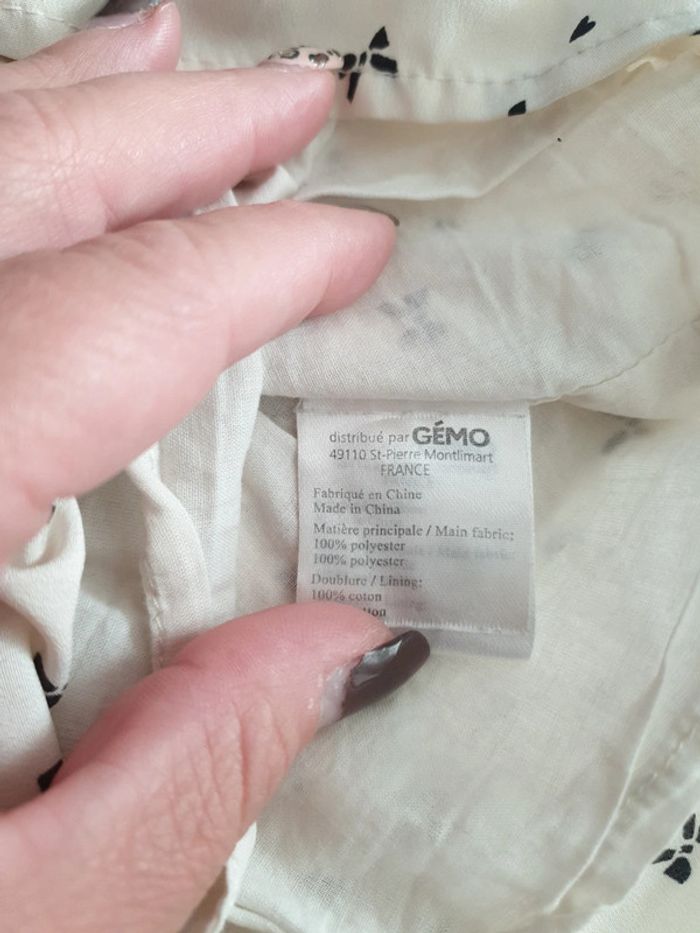 distribué par GÉMO
49110 St-Pierre Montlimart
FRANCE
Fabriqué en Chine
Made in China
Matière principale / Main fabric:
100% polyester
100% polyester
Doublure / Lining:
100% coton